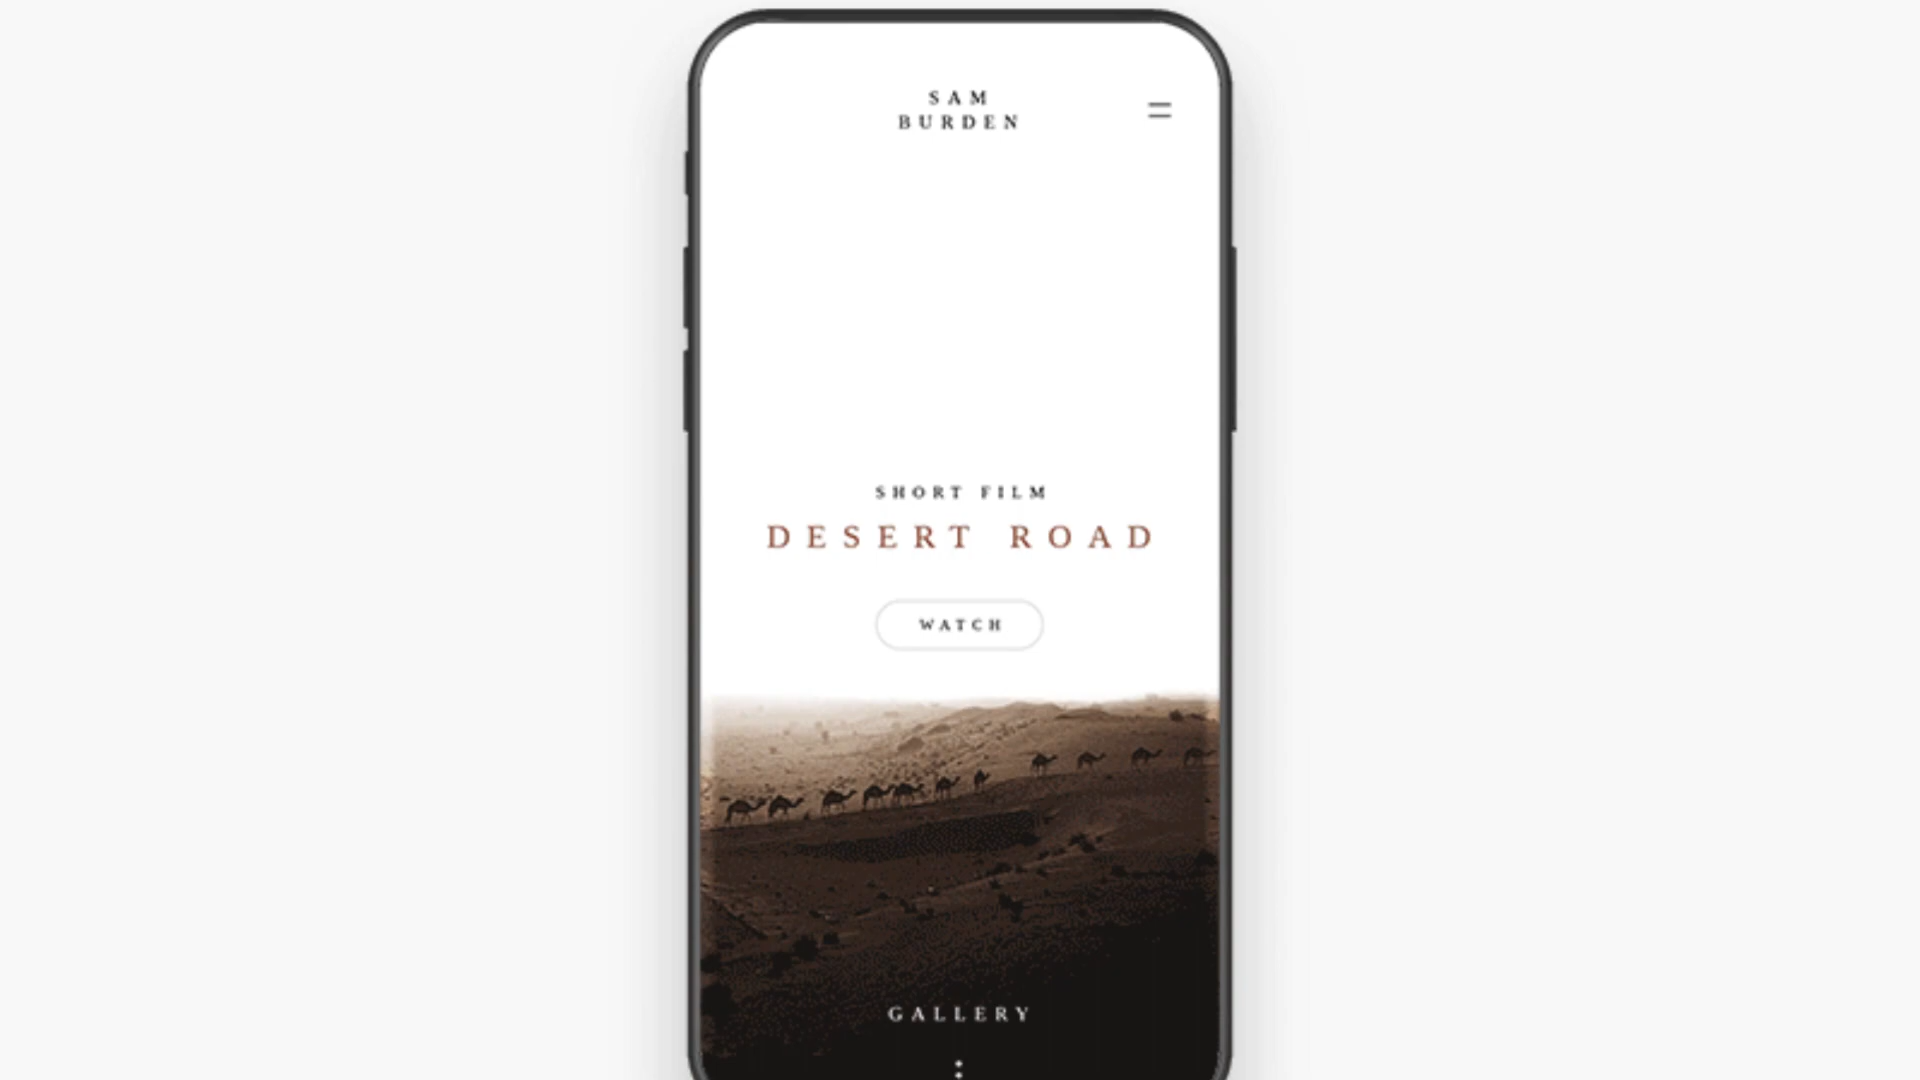 SAM
BURDEN
SHORT FILM
DESERT ROAD
WATCH
GALLERY